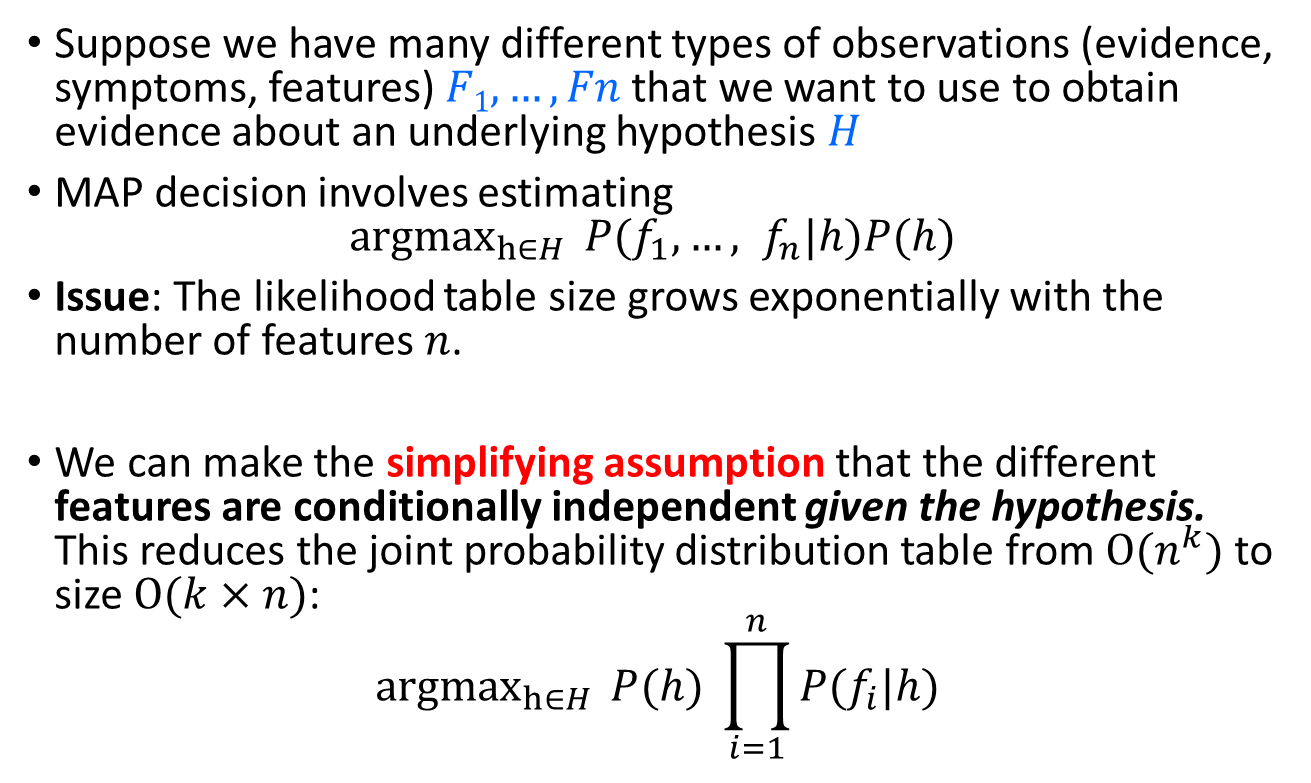 • Suppose we have many different types of observations (evidence,
symptoms, features) F₁, … , Fn that we want to use to obtain
evidence about an underlying hypothesis H
• MAP decision involves estimating
argmax_{h∈H} P(f₁, … , fₙ|h)P(h)
• Issue: The likelihood table size grows exponentially with the
number of features n.
• We can make the simplifying assumption that the different
features are conditionally independent given the hypothesis.
This reduces the joint probability distribution table from O(nᵏ) to
size O(k × n):
argmax_{h∈H} P(h) ∏_{i=1}^{n} P(fᵢ|h)